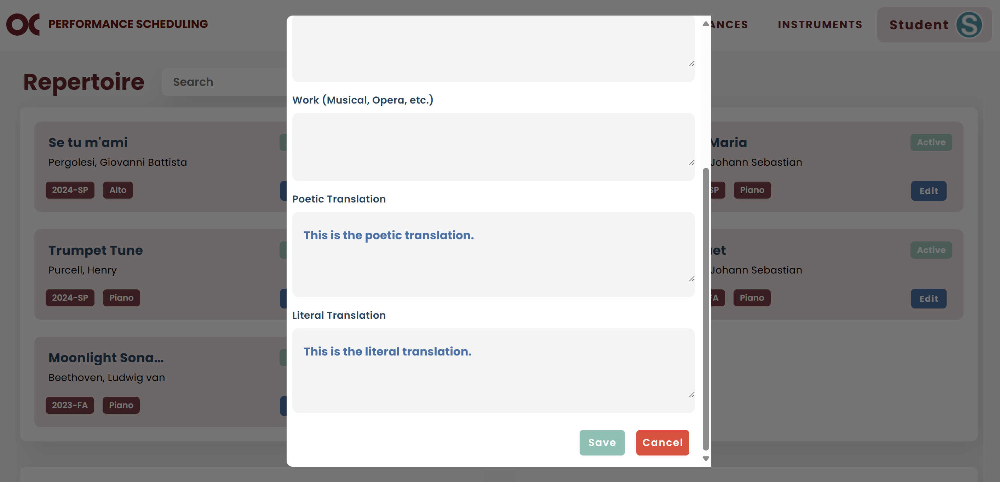 OC PERFORMANCE SCHEDULING
ANCES INSTRUMENTS Student S
Repertoire Search
Se tu m'ami
Pergolesi, Giovanni Battista
2024-SP Alto
Trumpet Tune
Purcell, Henry
2024-SP Piano
Moonlight Sona...
Beethoven, Ludwig van
2023-FA Piano
Work (Musical, Opera, etc.)
Poetic Translation
This is the poetic translation.
Literal Translation
This is the literal translation.
Save Cancel
Maria Active
Johann Sebastian
SP Piano Edit
et Active
Johann Sebastian
FA Piano Edit